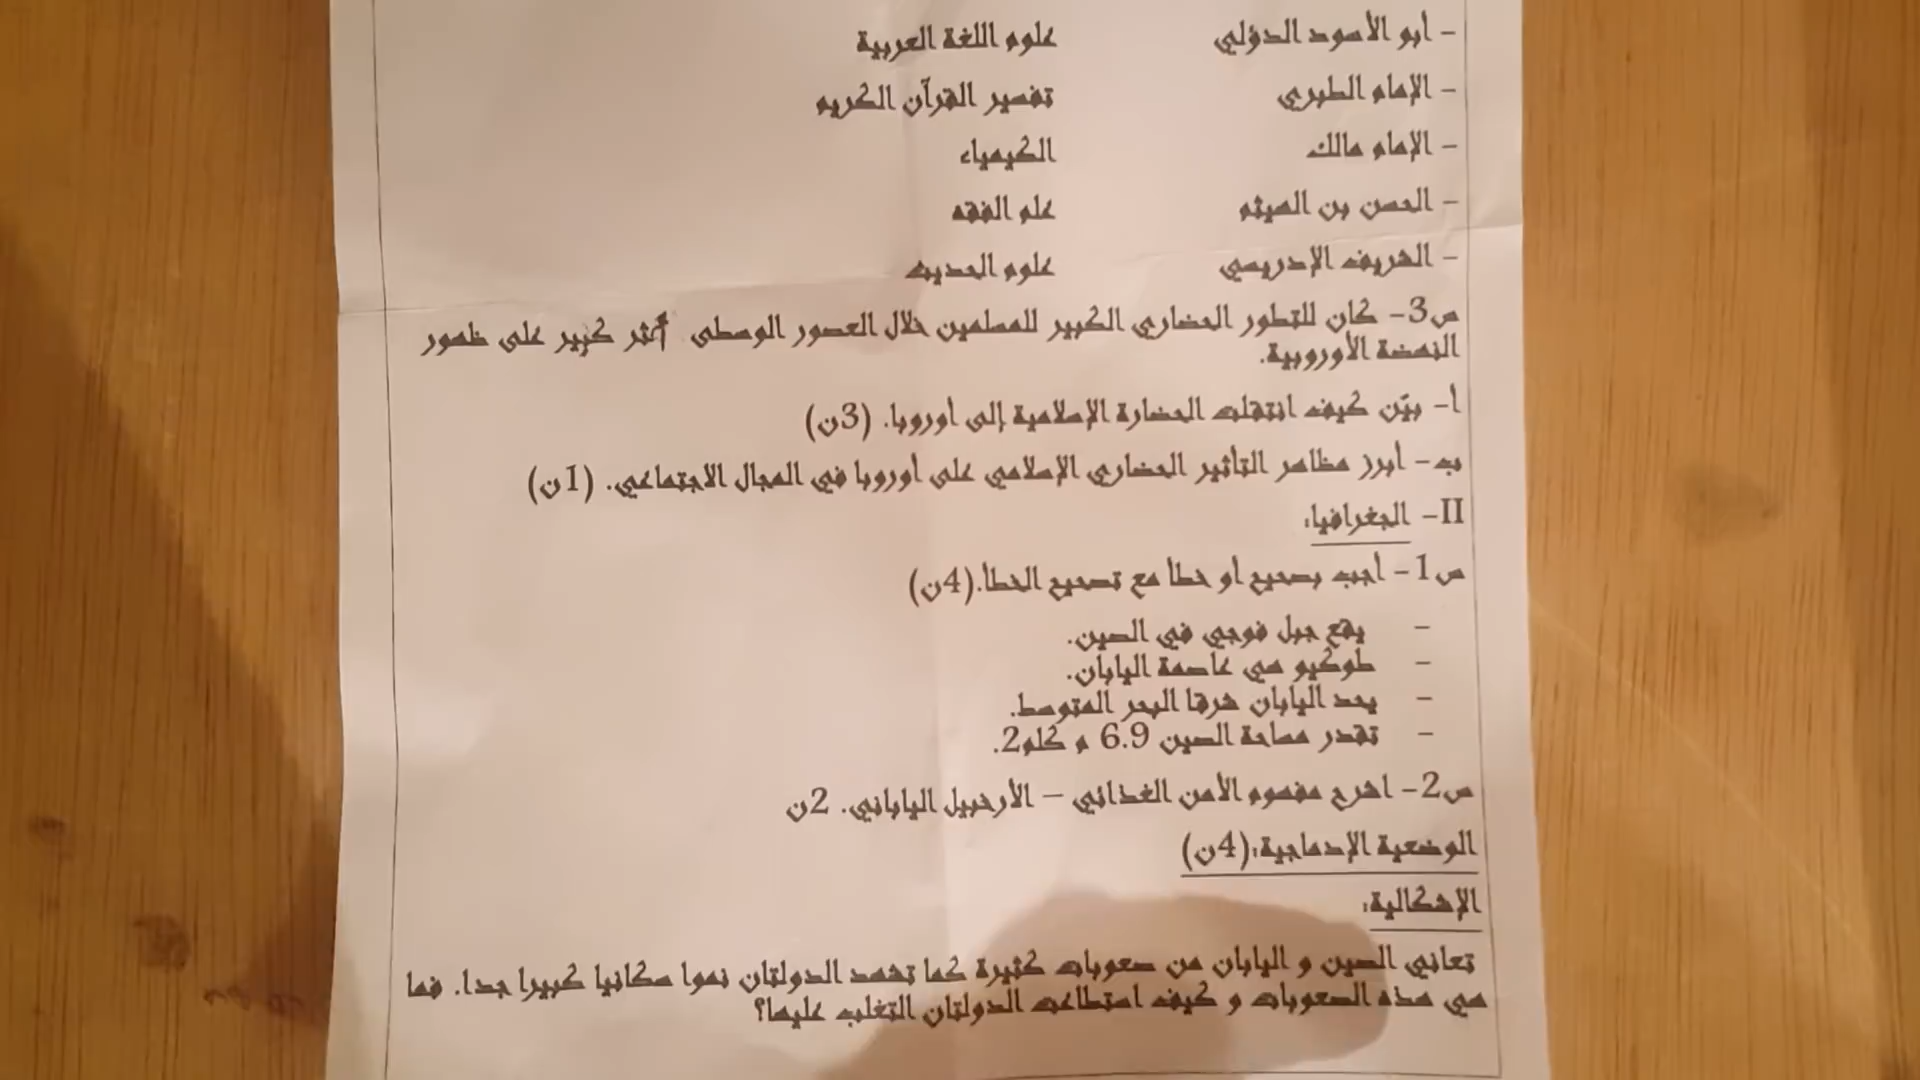 - أبو الأسود الدؤلي علوم اللغة العربية
- الإمام الطبري تفسير القرآن الكريم
- الإمام مالك الكيمياء
- الحسن بن الهيثم علم الفقه
- الشريف الإدريسي علوم الحديث
س3- كان للتطور الحضاري الكبير للمسلمين خلال العصور الوسطى أثر كبير على ظهور
النهضة الأوروبية.
أ- بيّن كيف انتقلت الحضارة الإسلامية إلى أوروبا. (3ن)
ب- أبرز مظاهر التأثير الحضاري الإسلامي على أوروبا في المجال الاجتماعي. (1ن)
II- الجغرافيا:
س1- أجب بصحيح أو خطأ مع تصحيح الخطأ.(4ن)
- يقع جبل فوجي في الصين.
- طوكيو هي عاصمة اليابان.
- يحد اليابان شرقا البحر المتوسط.
- تقدر مساحة الصين 6.9 م كلم2.
س2- اشرح مفهوم الأمن الغذائي – الأرخبيل الياباني. 2ن
الوضعية الإدماجية:(4ن)
الإشكالية:
تعاني الصين و اليابان من صعوبات كثيرة كما تشهد الدولتان نموا سكانيا كبيرا جدا. فما
هي هذه الصعوبات و كيف استطاعت الدولتان التغلب عليها؟